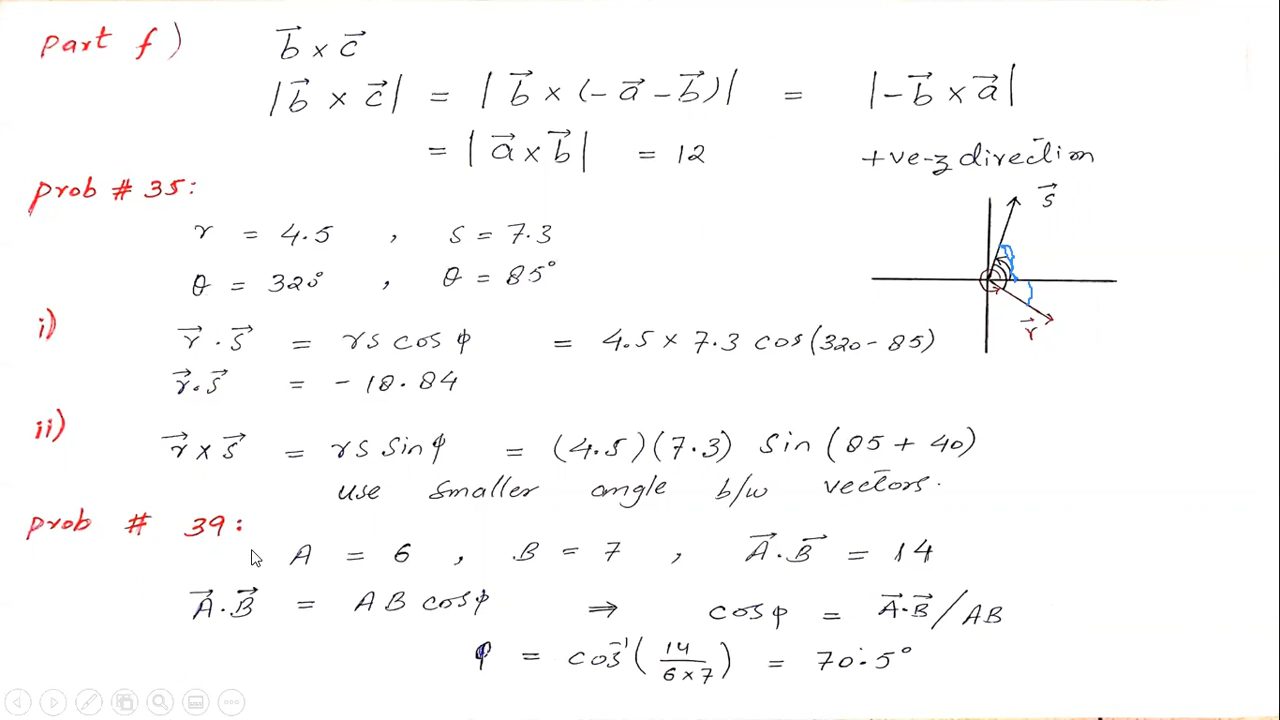 part f) b⃗ × c⃗
|b⃗ × c⃗| = |b⃗ × (-a⃗ - b⃗)| = |-b⃗ × a⃗|
= |a⃗ × b⃗| = 12 +ve-z direction
prob # 35:
r = 4.5 , s = 7.3
θ = 320° , θ = 85°
s⃗
r⃗
i) r⃗ . s⃗ = rs cos φ = 4.5 × 7.3 cos(320 - 85)
r⃗ . s⃗ = - 18.84
ii) r⃗ × s⃗ = rs sin φ = (4.5)(7.3) sin (85 + 40)
use smaller angle b/w vectors.
prob # 39:
A = 6 , B = 7 , A⃗ . B⃗ = 14
A⃗ . B⃗ = AB cos φ ⇒ cos φ = A⃗ . B⃗ / AB
φ = cos⁻¹ (14 / 6×7) = 70.5°